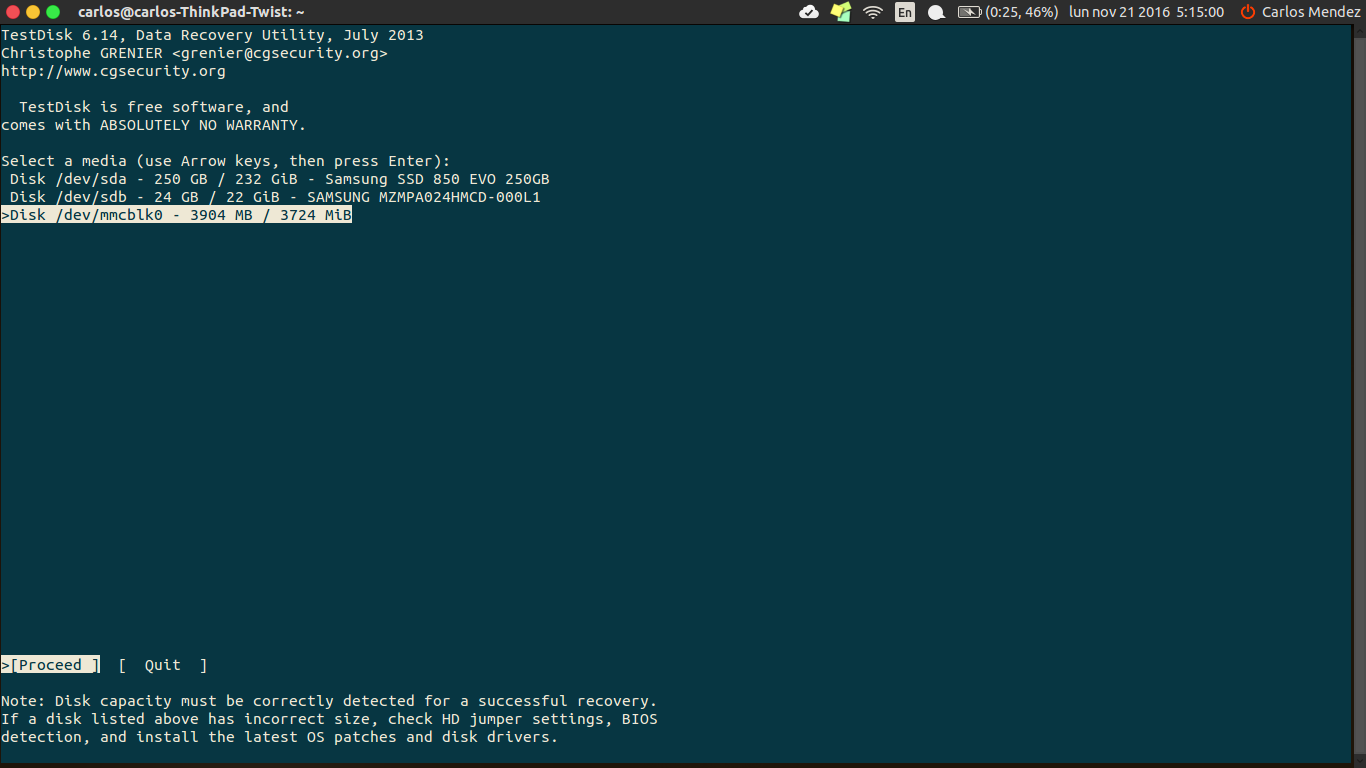 carlos@carlos-ThinkPad-Twist: ~
En
(0:25, 46%)
lun nov 21 2016 5:15:00
Carlos Mendez
TestDisk 6.14, Data Recovery Utility, July 2013
Christophe GRENIER <grenier@cgsecurity.org>
http://www.cgsecurity.org
TestDisk is free software, and
comes with ABSOLUTELY NO WARRANTY.
Select a media (use Arrow keys, then press Enter):
Disk /dev/sda - 250 GB / 232 GiB - Samsung SSD 850 EVO 250GB
Disk /dev/sdb - 24 GB / 22 GiB - SAMSUNG MZMPA024HMCD-000L1
>Disk /dev/mmcblk0 - 3904 MB / 3724 MiB
>[Proceed ]  [  Quit  ]
Note: Disk capacity must be correctly detected for a successful recovery.
If a disk listed above has incorrect size, check HD jumper settings, BIOS
detection, and install the latest OS patches and disk drivers.